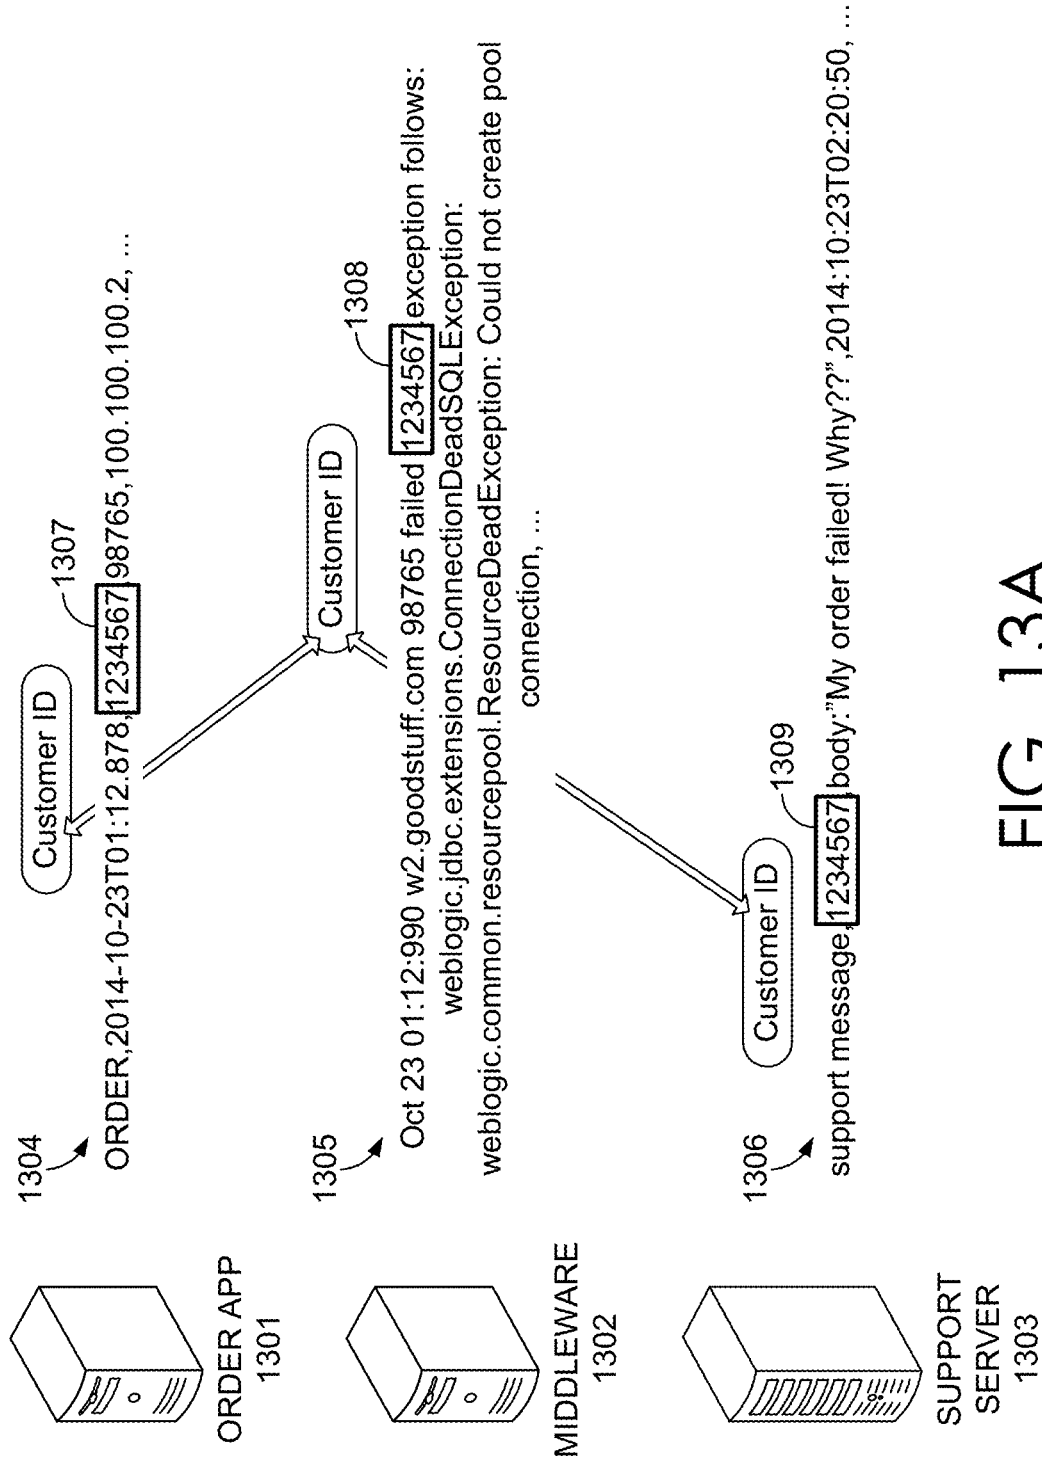 ORDER APP
1301
1304
ORDER,2014-10-23T01:12.878,1234567,98765,100.100.100.2, ...
Customer ID
1307
MIDDLEWARE
1302
1305
Oct 23 01:12:990 w2.goodstuff.com 98765 failed 1234567,exception follows:
weblogic.jdbc.extensions.ConnectionDeadSQLException:
weblogic.common.resourcepool.ResourceDeadException: Could not create pool
connection, ...
Customer ID
1308
SUPPORT
SERVER
1303
1306
support message,1234567,body:”My order failed! Why??”,2014:10:23T02:20:50, ...
Customer ID
1309
FIG. 13A